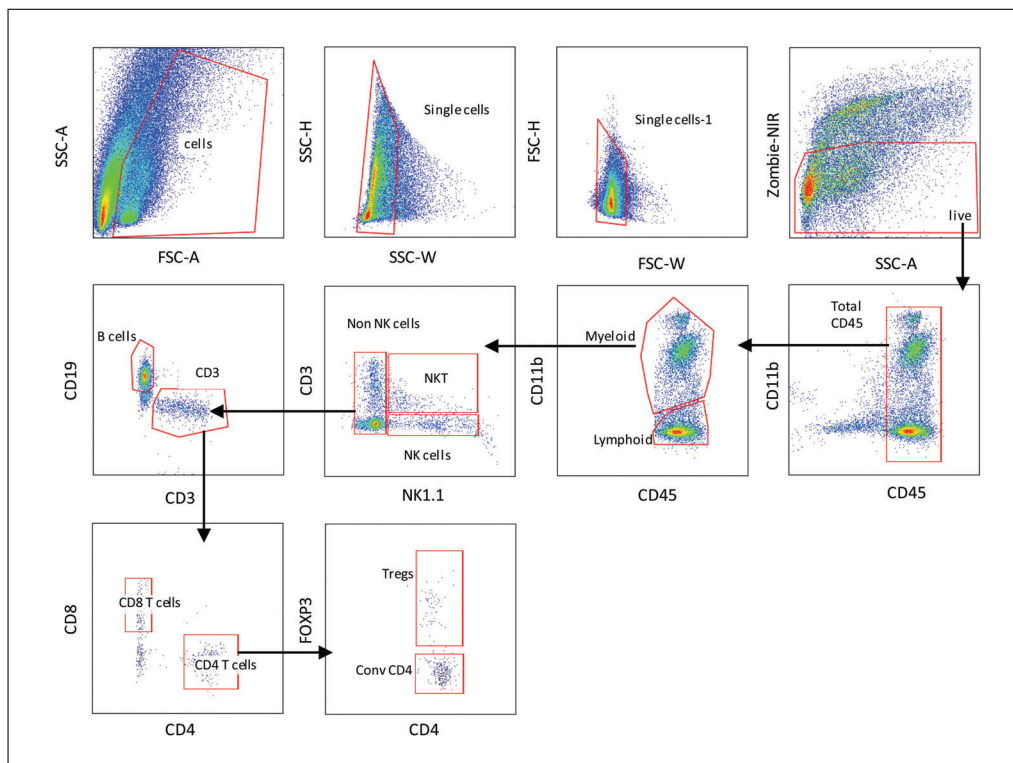 SSC-A
cells
FSC-A
SSC-H
Single cells
SSC-W
FSC-H
Single cells-1
FSC-W
Zombie-NIR
live
SSC-A
CD19
B cells
CD3
CD3
CD3
Non NK cells
NKT
NK cells
NK1.1
CD11b
Myeloid
Lymphoid
CD45
CD11b
Total
CD45
CD45
CD8
CD8 T cells
CD4 T cells
CD4
FOXP3
Tregs
Conv CD4
CD4